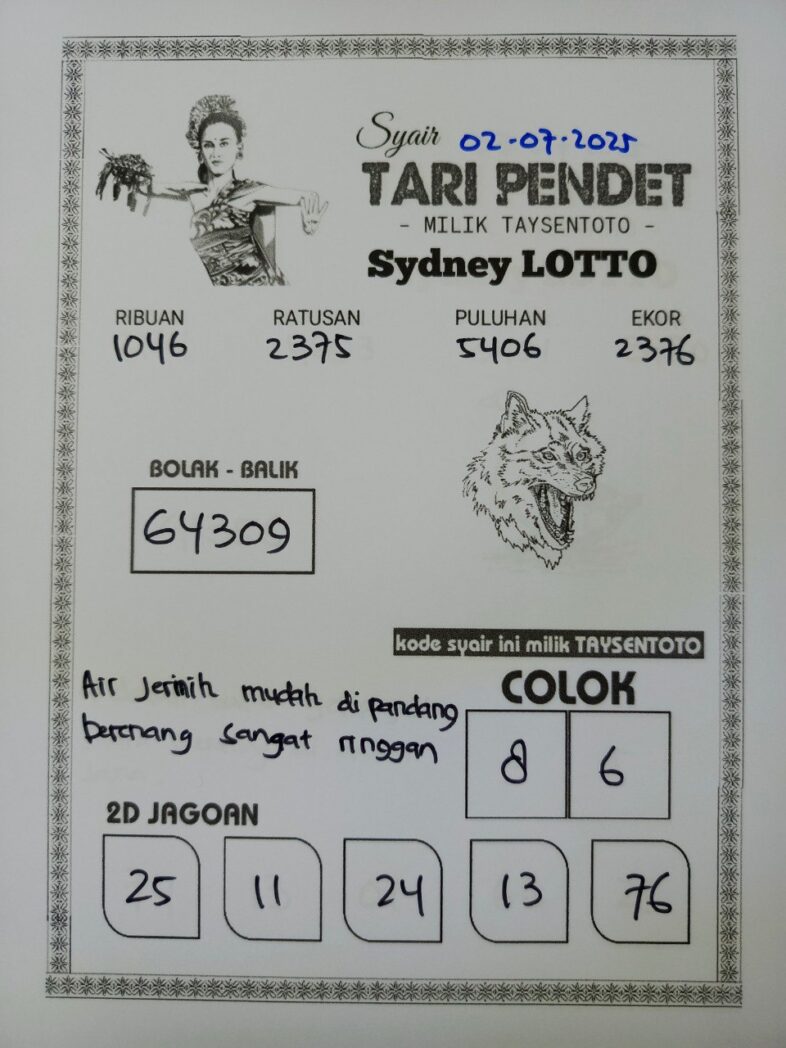 Syair 02-07-2025
TARI PENDET
- MILIK TAYSENTOTO -
Sydney LOTTO
RIBUAN RATUSAN PULUHAN EKOR
1046 2375 5406 2376
BOLAK - BALIK
64309
kode syair ini milik TAYSENTOTO
Air Jernih mudah di pandang
berenang sangat ringgan
COLOK
8 6
2D JAGOAN
25 11 24 13 76